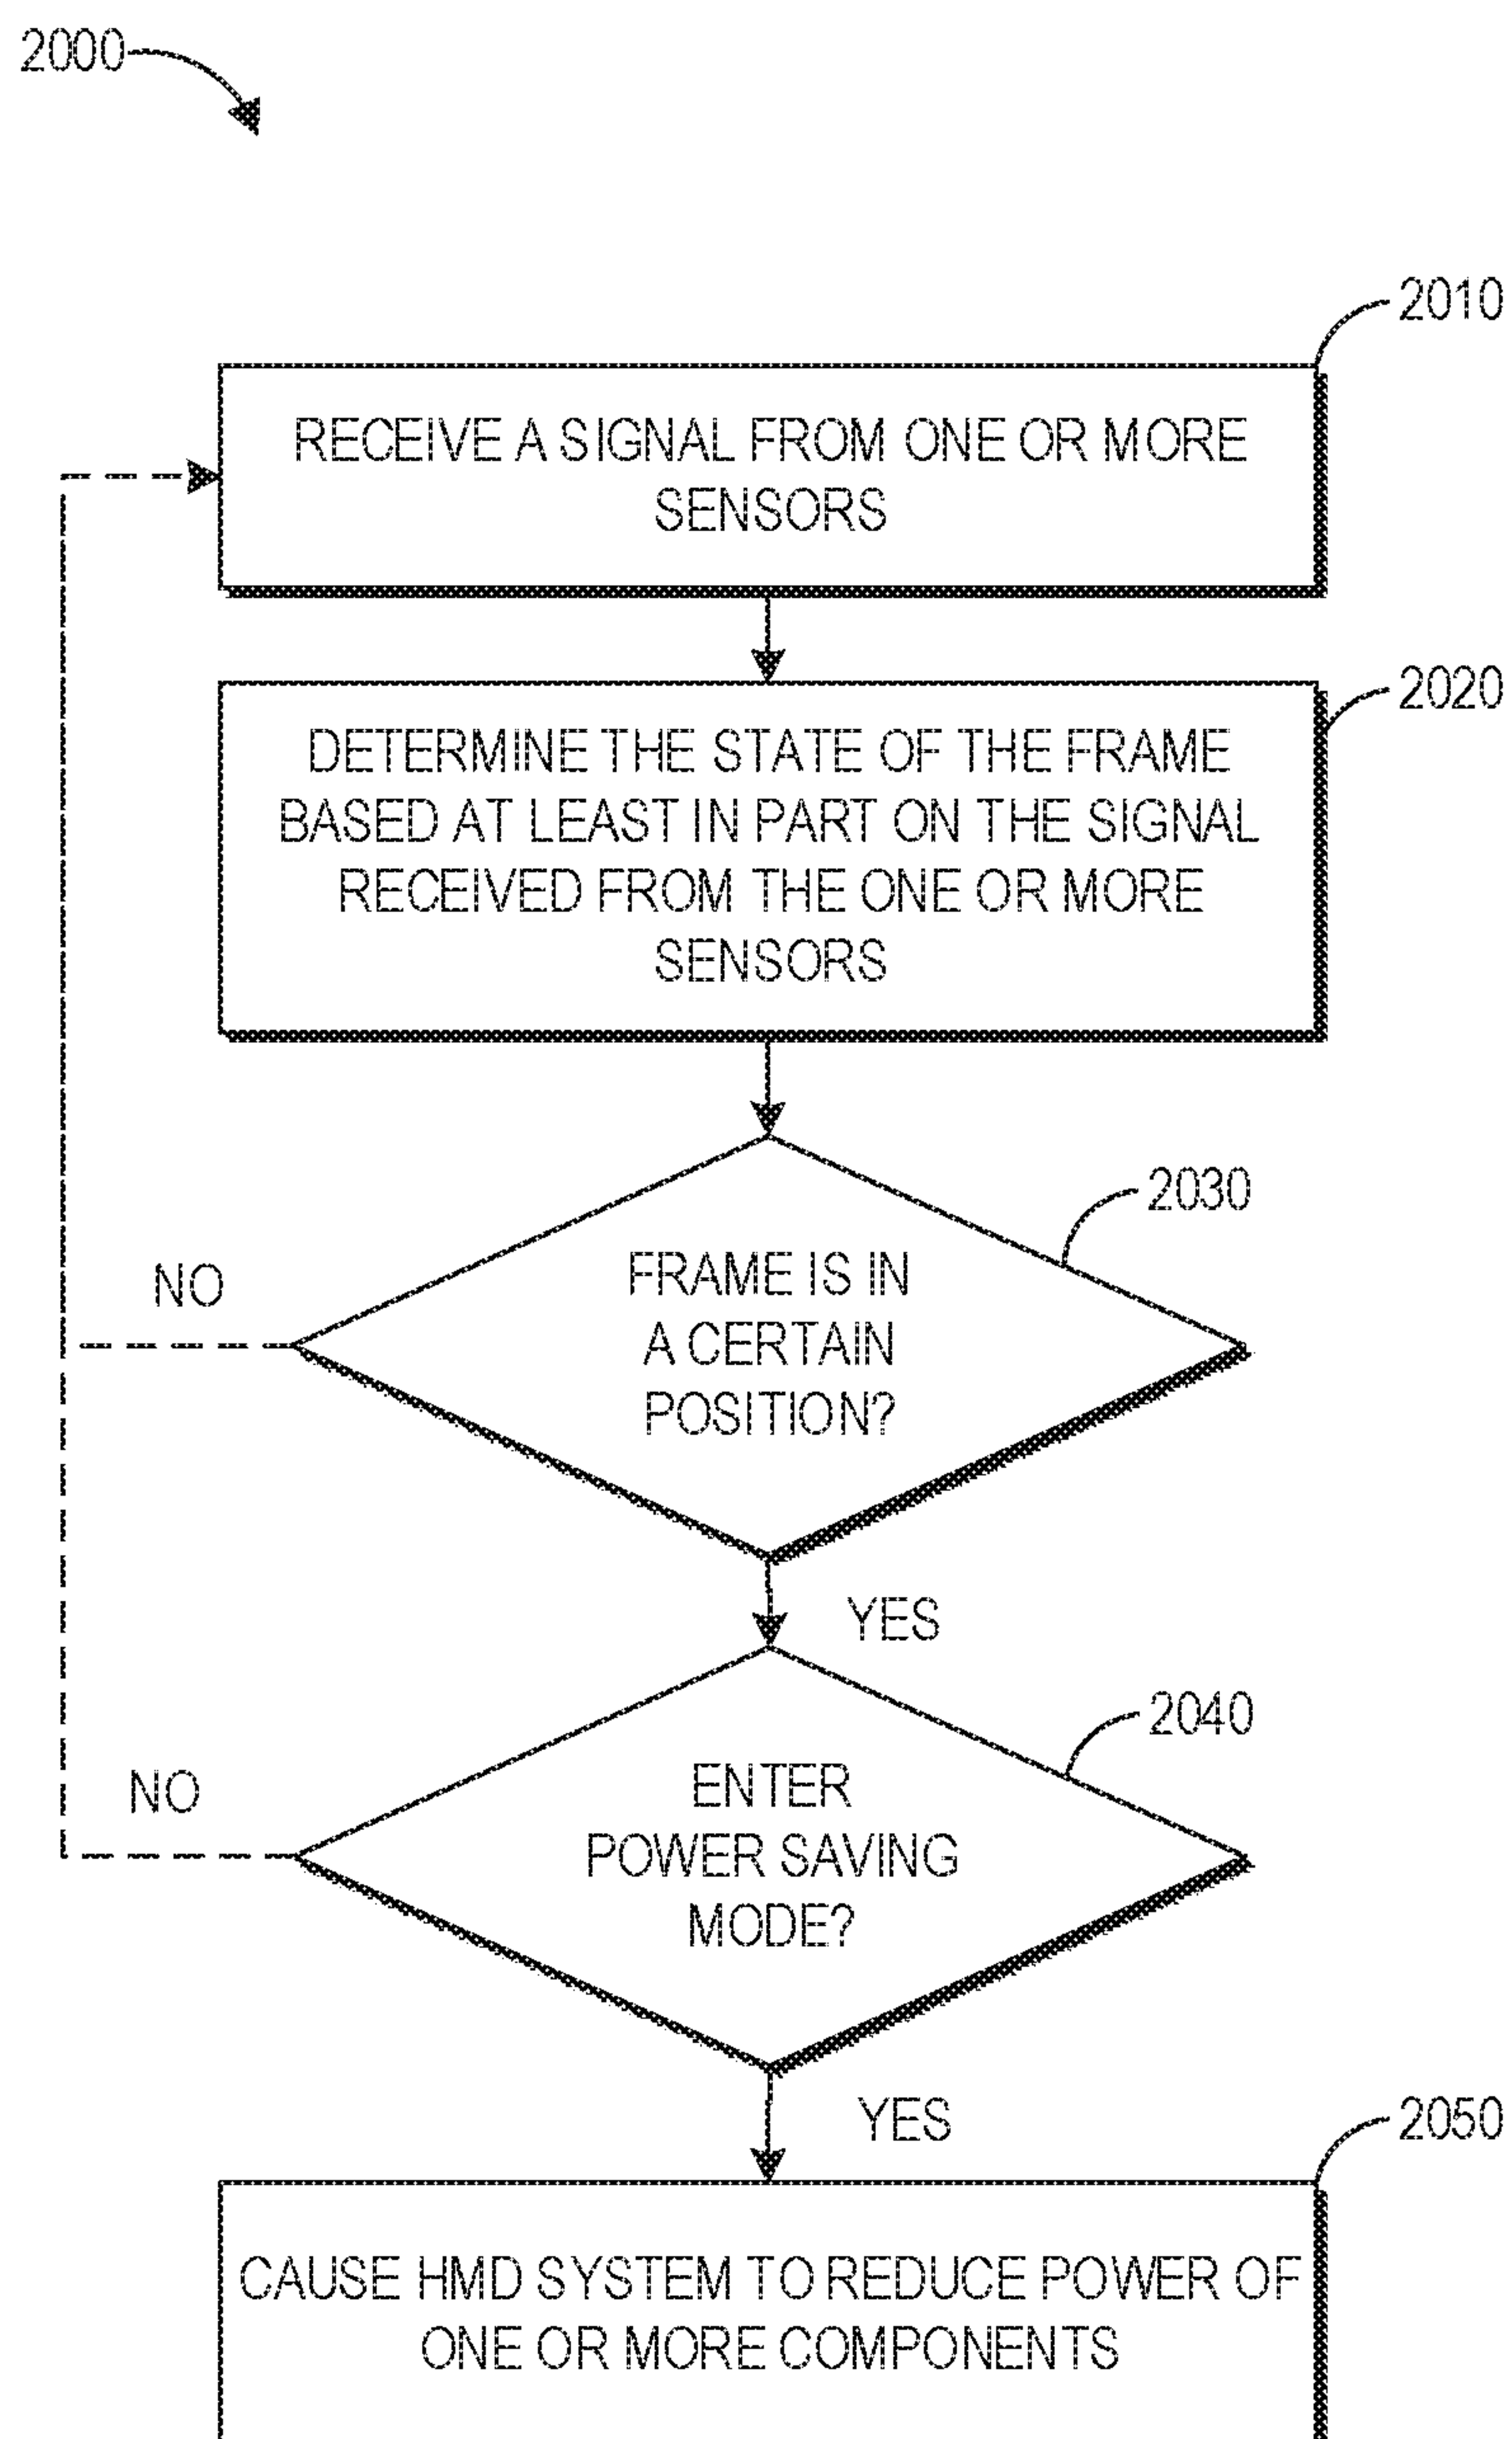 2000
2010
RECEIVE A SIGNAL FROM ONE OR MORE
SENSORS
2020
DETERMINE THE STATE OF THE FRAME
BASED AT LEAST IN PART ON THE SIGNAL
RECEIVED FROM THE ONE OR MORE
SENSORS
2030
NO
FRAME IS IN
A CERTAIN
POSITION?
YES
2040
NO
ENTER
POWER SAVING
MODE?
YES
2050
CAUSE HMD SYSTEM TO REDUCE POWER OF
ONE OR MORE COMPONENTS